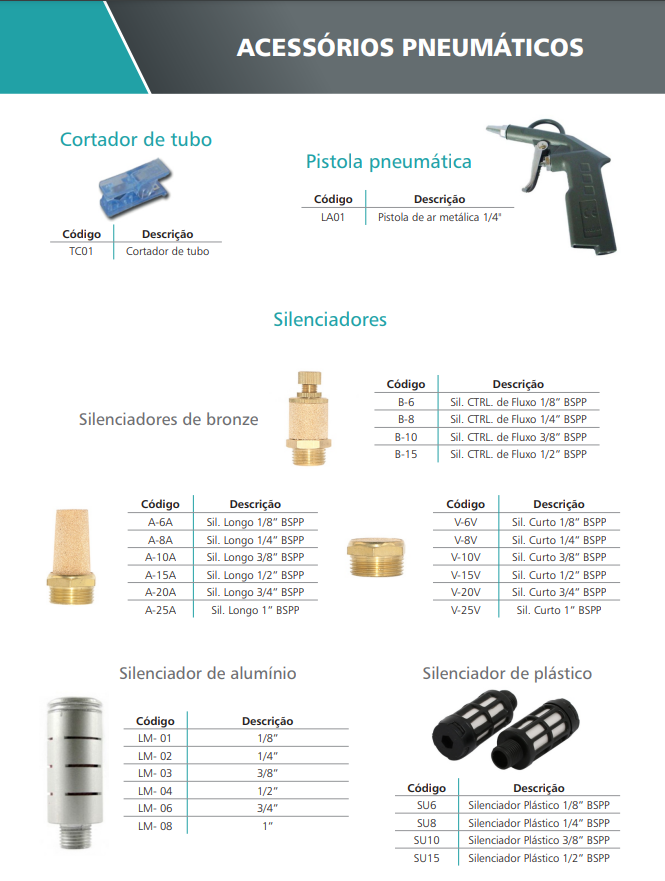 ACESSÓRIOS PNEUMÁTICOS
Cortador de tubo
Código Descrição
TC01 Cortador de tubo
Pistola pneumática
Código Descrição
LA01 Pistola de ar metálica 1/4"
Silenciadores
Silenciadores de bronze
Código Descrição
B-6 Sil. CTRL. de Fluxo 1/8” BSPP
B-8 Sil. CTRL. de Fluxo 1/4” BSPP
B-10 Sil. CTRL. de Fluxo 3/8” BSPP
B-15 Sil. CTRL. de Fluxo 1/2” BSPP
Código Descrição
A-6A Sil. Longo 1/8” BSPP
A-8A Sil. Longo 1/4” BSPP
A-10A Sil. Longo 3/8” BSPP
A-15A Sil. Longo 1/2” BSPP
A-20A Sil. Longo 3/4” BSPP
A-25A Sil. Longo 1” BSPP
Código Descrição
V-6V Sil. Curto 1/8” BSPP
V-8V Sil. Curto 1/4” BSPP
V-10V Sil. Curto 3/8” BSPP
V-15V Sil. Curto 1/2” BSPP
V-20V Sil. Curto 3/4” BSPP
V-25V Sil. Curto 1” BSPP
Silenciador de alumínio
Código Descrição
LM- 01 1/8”
LM- 02 1/4”
LM- 03 3/8”
LM- 04 1/2”
LM- 06 3/4”
LM- 08 1”
Silenciador de plástico
Código Descrição
SU6 Silenciador Plástico 1/8” BSPP
SU8 Silenciador Plástico 1/4” BSPP
SU10 Silenciador Plástico 3/8” BSPP
SU15 Silenciador Plástico 1/2” BSPP